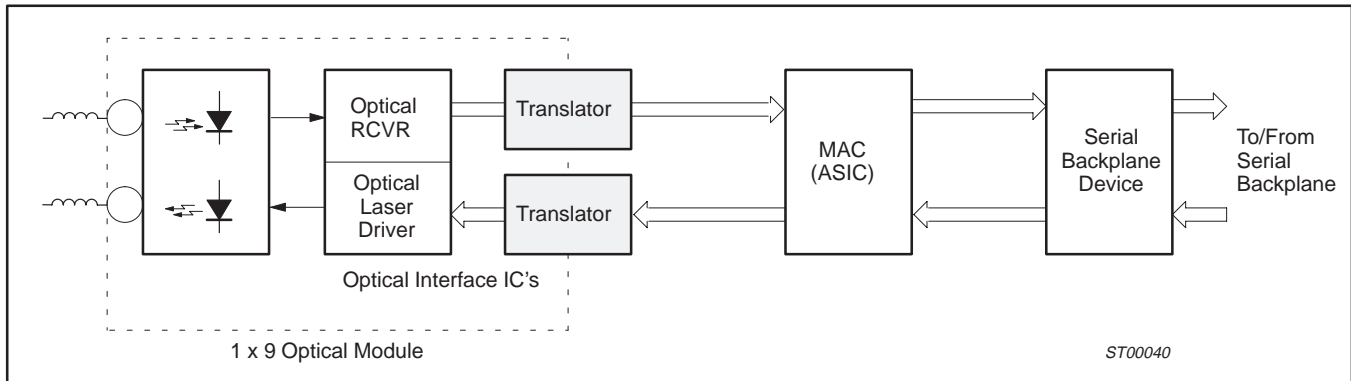 Optical
RCVR
Optical
Laser
Driver
Translator
Translator
MAC
(ASIC)
Serial
Backplane
Device
To/From
Serial
Backplane
Optical Interface IC's
1 x 9 Optical Module
ST00040